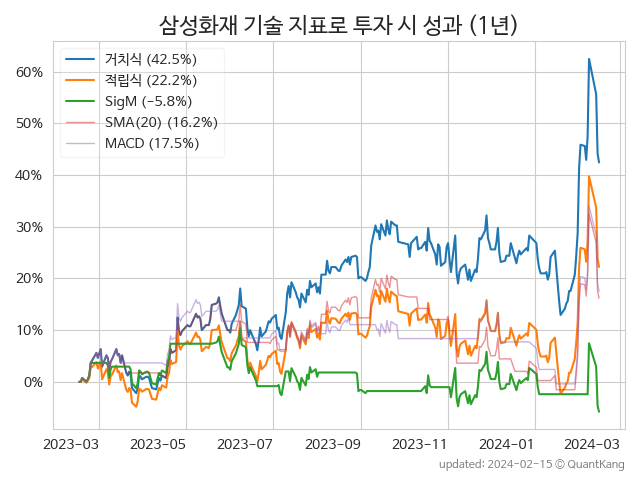 삼성화재 기술 지표로 투자 시 성과 (1년)
거치식 (42.5%)
적립식 (22.2%)
SigM (−5.8%)
SMA(20) (16.2%)
MACD (17.5%)
60%
50%
40%
30%
20%
10%
0%
2023-03 2023-05 2023-07 2023-09 2023-11 2024-01 2024-03
updated: 2024-02-15 © QuantKang